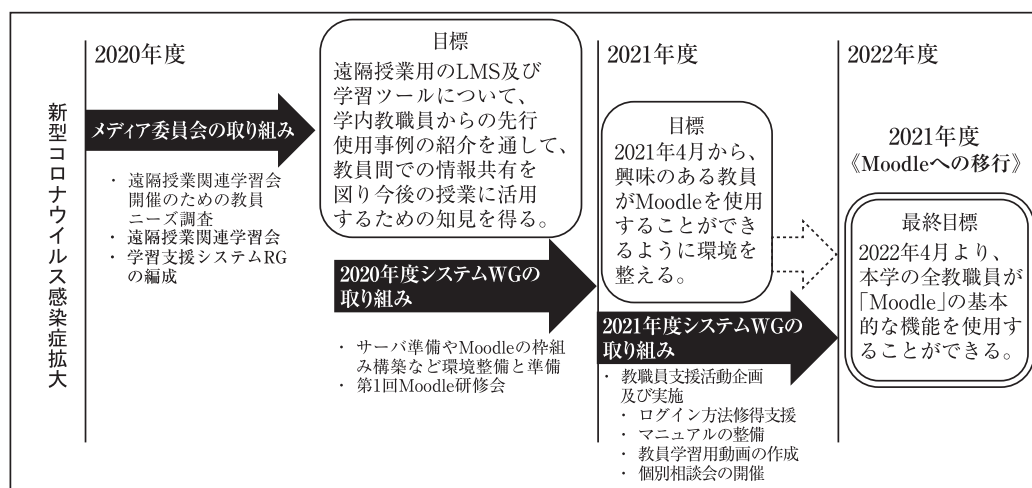 新型コロナウイルス感染症拡大
2020年度
メディア委員会の取り組み
・ 遠隔授業関連学習会
開催のための教員
ニーズ調査
・ 遠隔授業関連学習会
・ 学習支援システムRG
の編成
目標
遠隔授業用のLMS及び
学習ツールについて、
学内教職員からの先行
使用事例の紹介を通して、
教員間での情報共有を
図り今後の授業に活用
するための知見を得る。
2020年度システムWGの
取り組み
・ サーバ準備やMoodleの枠組
み構築など環境整備と準備
・ 第1回Moodle研修会
2021年度
目標
2021年4月から、
興味のある教員
がMoodleを使用
することができ
るように環境を
整える。
2021年度システムWGの
取り組み
・ 教職員支援活動企画
及び実施
・ ログイン方法修得支援
・ マニュアルの整備
・ 教員学習用動画の作成
・ 個別相談会の開催
2022年度
2021年度
《Moodleへの移行》
最終目標
2022年4月より、
本学の全教職員が
「Moodle」の基本
的な機能を使用す
ることができる。